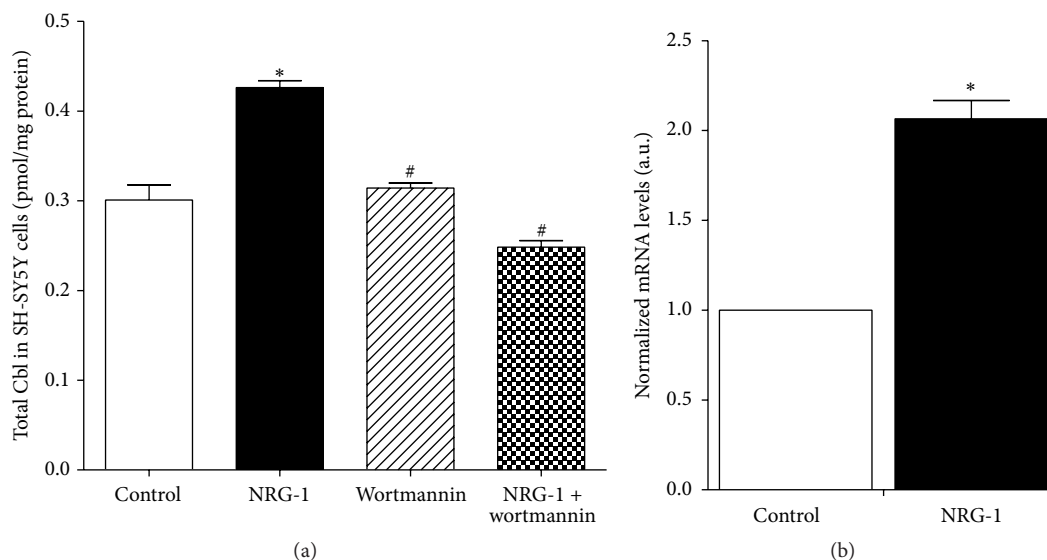 Total Cbl in SH-SY5Y cells (pmol/mg protein)
0.5
0.4
0.3
0.2
0.1
0.0
*
#
#
Control
NRG-1
Wortmannin
NRG-1 +
wortmannin
(a)
Normalized mRNA levels (a.u.)
2.5
2.0
1.5
1.0
0.5
0.0
*
Control
NRG-1
(b)